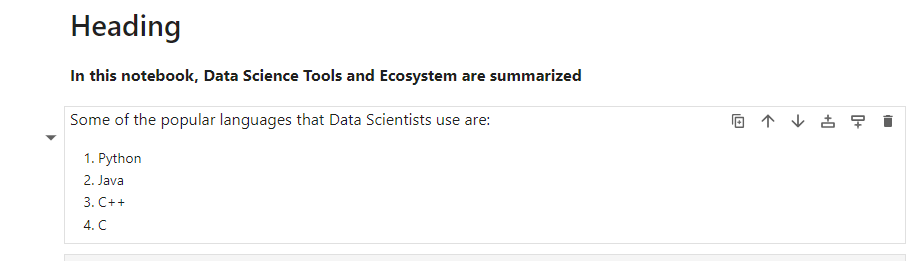 Heading
In this notebook, Data Science Tools and Ecosystem are summarized
Some of the popular languages that Data Scientists use are:
1. Python
2. Java
3. C++
4. C